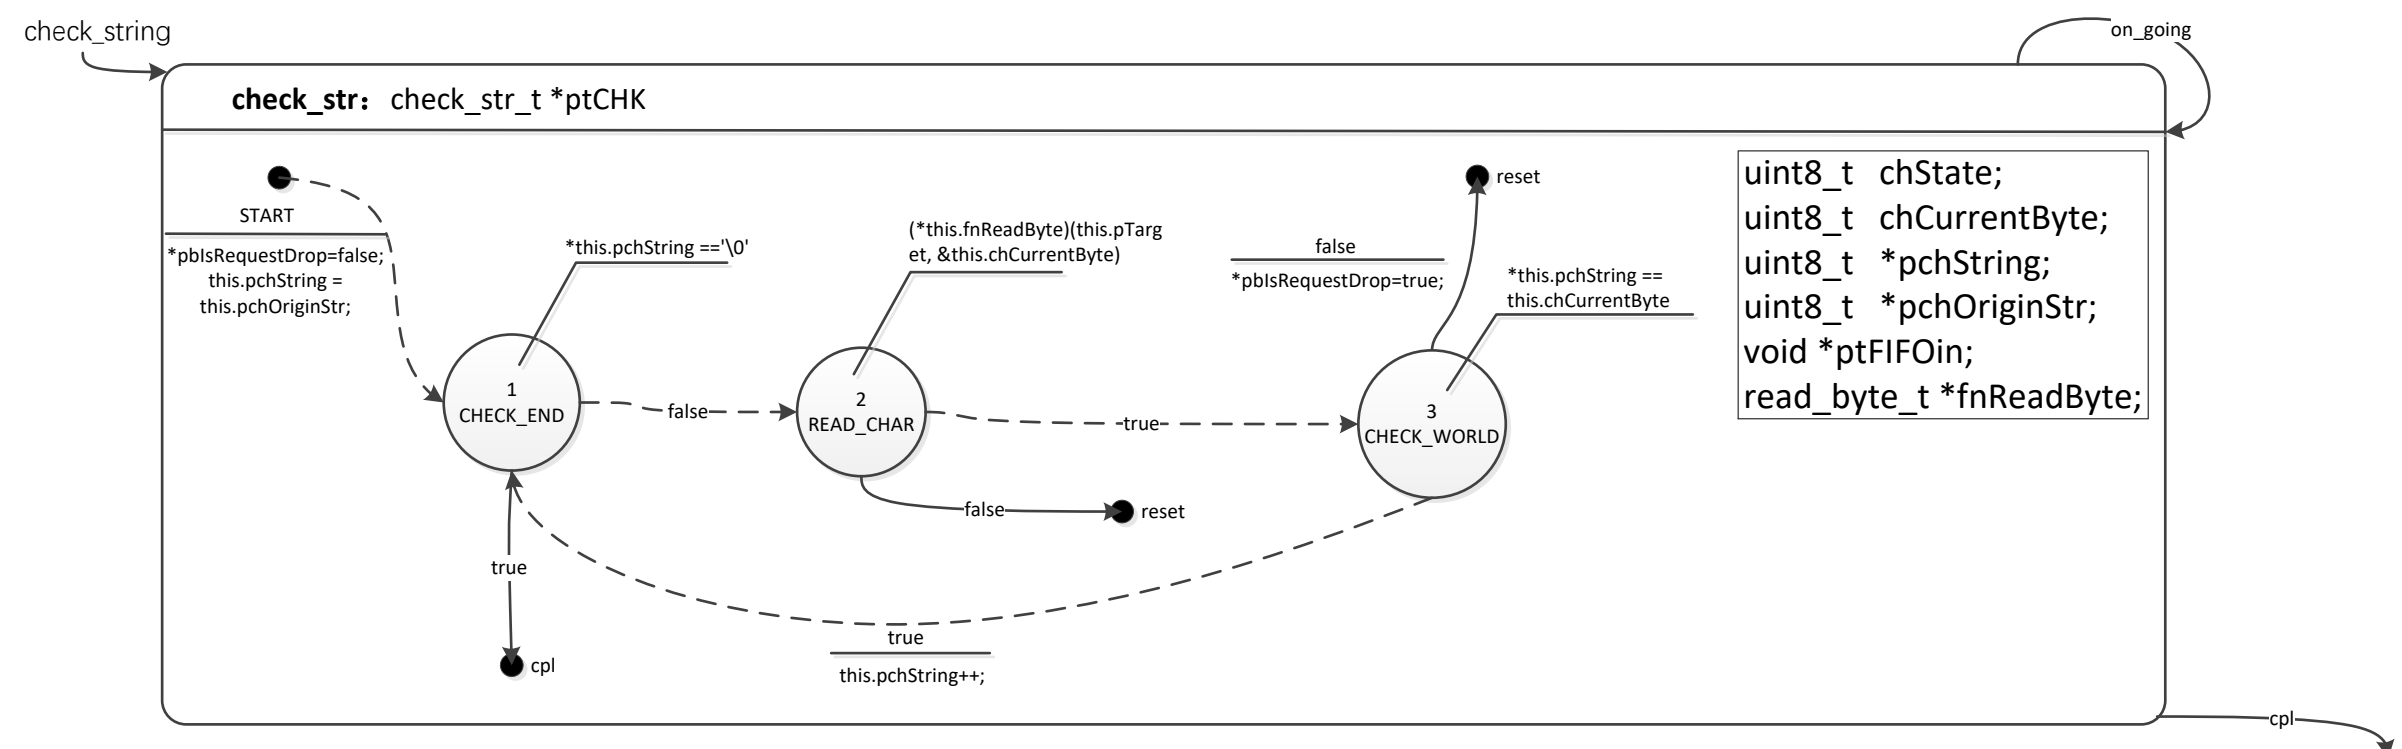 check_string
on_going
check_str： check_str_t *ptCHK
START
*pbIsRequestDrop=false;
this.pchString =
this.pchOriginStr;
*this.pchString =='\0'
(*this.fnReadByte)(this.pTarg
et, &this.chCurrentByte)
false
*pbIsRequestDrop=true;
reset
*this.pchString ==
this.chCurrentByte
uint8_t chState;
uint8_t chCurrentByte;
uint8_t *pchString;
uint8_t *pchOriginStr;
void *ptFIFOin;
read_byte_t *fnReadByte;
1
CHECK_END
false
2
READ_CHAR
true
3
CHECK_WORLD
false
reset
true
cpl
true
this.pchString++;
cpl